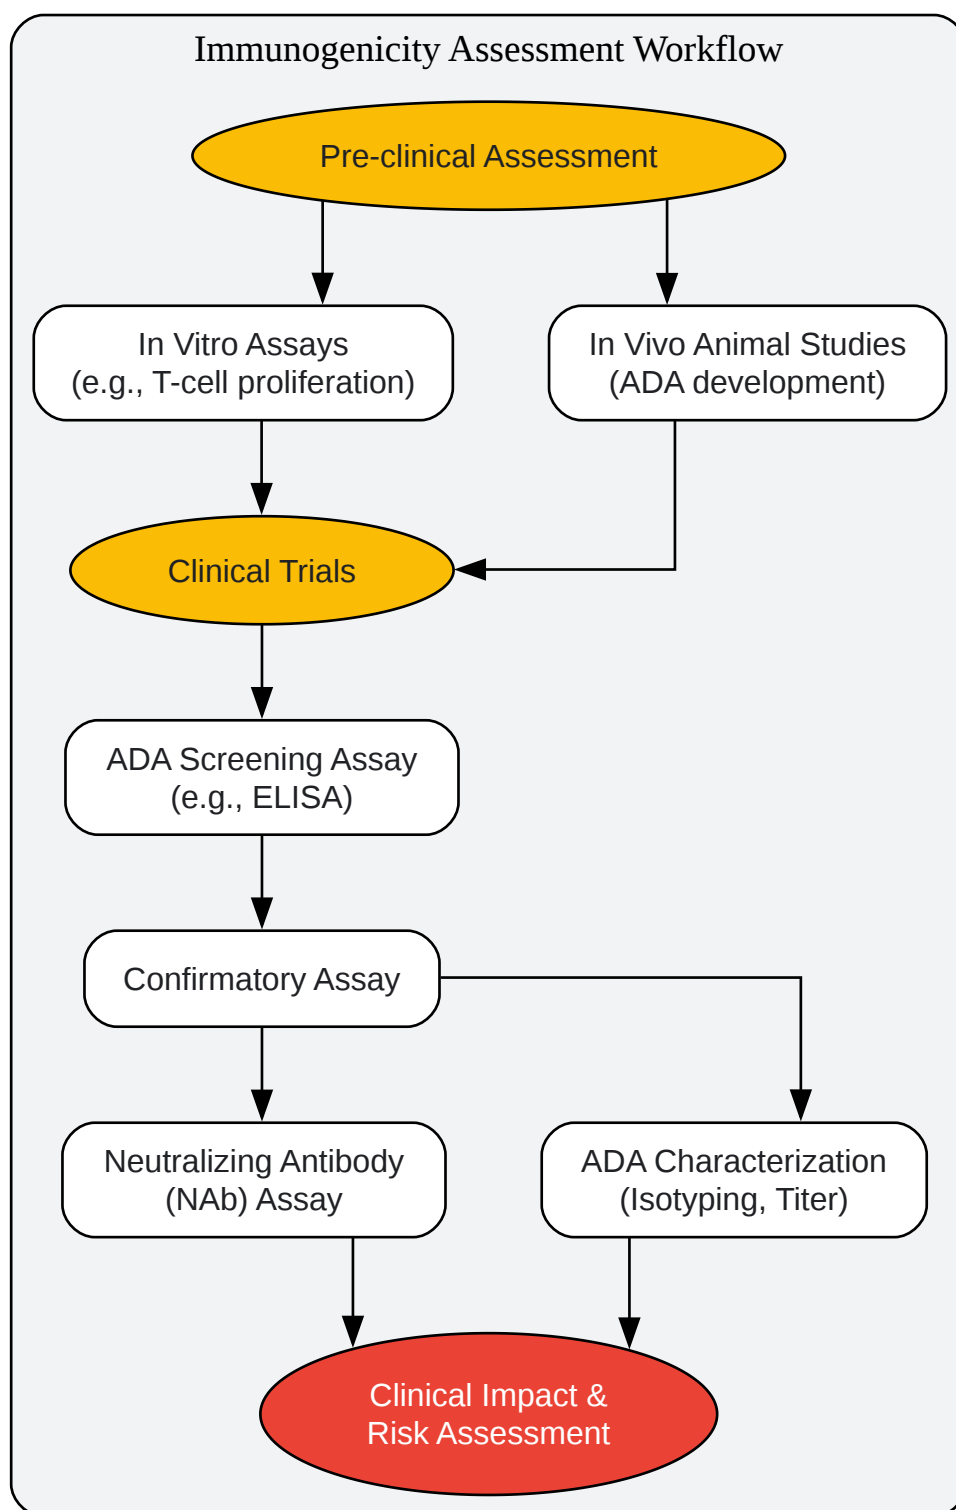 Immunogenicity Assessment Workflow
Pre-clinical Assessment
In Vitro Assays
(e.g., T-cell proliferation)
In Vivo Animal Studies
(ADA development)
Clinical Trials
ADA Screening Assay
(e.g., ELISA)
Confirmatory Assay
Neutralizing Antibody
(NAb) Assay
ADA Characterization
(Isotyping, Titer)
Clinical Impact &
Risk Assessment